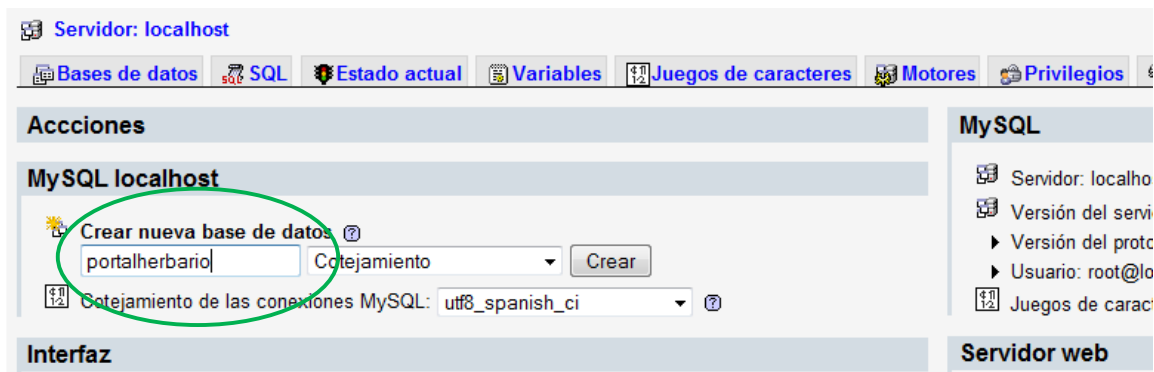 Servidor: localhost
Bases de datos SQL Estado actual Variables Juegos de caracteres Motores Privilegios
Accciones
MySQL localhost
Crear nueva base de datos
portalherbario Cotejamiento Crear
Cotejamiento de las conexiones MySQL: utf8_spanish_ci
Interfaz
MySQL
Servidor: localho
Versión del servi
Versión del proto
Usuario: root@lo
Juegos de caract
Servidor web